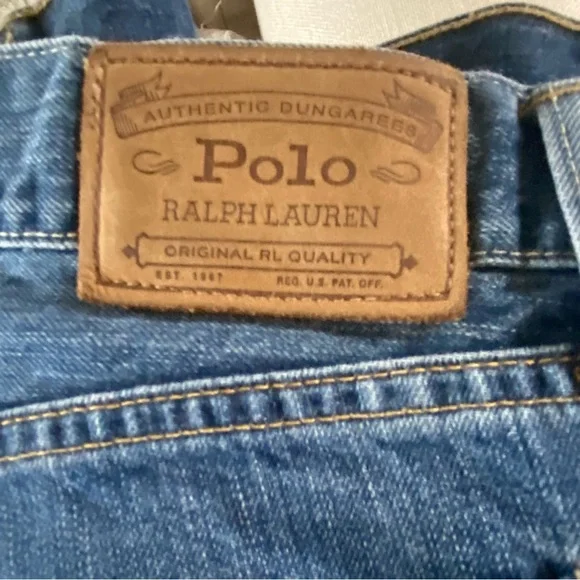 AUTHENTIC DUNGAREES
Polo
RALPH LAUREN
ORIGINAL RL QUALITY
EST. 1967 REG. U.S. PAT. OFF.